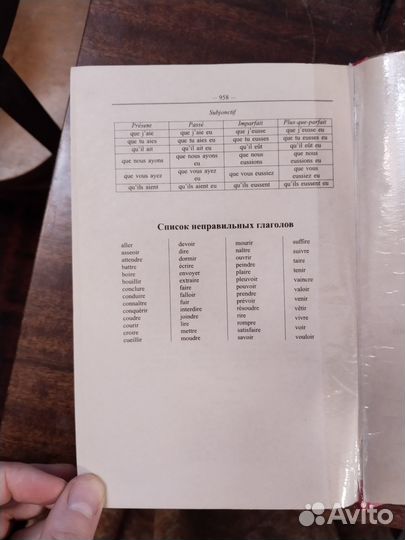 — 958 —
Subjonctif
Présent Passé Imparfait Plus-que-parfait
que j'aie que j'aie eu que j'eusse que j'eusse eu
que tu aies que tu aies eu que tu eusses que tu eusses eu
qu'il ait qu'il ait eu qu'il eût qu'il eût eu
que nous ayons que nous ayons eu que nous eussions que nous eussions eu
que vous ayez que vous ayez eu que vous eussiez que vous eussiez eu
qu'ils aient qu'ils aient eu qu'ils eussent qu'ils eussent eu
Список неправильных глаголов
aller
asseoir
attendre
battre
boire
bouillir
conclure
conduire
connaître
conquérir
coudre
courir
croire
cueillir
devoir
dire
dormir
écrire
envoyer
extraire
faire
falloir
fuir
interdire
joindre
lire
mettre
moudre
mourir
naître
ouvrir
peindre
plaire
pleuvoir
pouvoir
prendre
prévoir
résoudre
rire
rompre
satisfaire
savoir
suffire
suivre
taire
tenir
vaincre
valoir
venir
vêtir
vivre
voir
vouloir
Avito